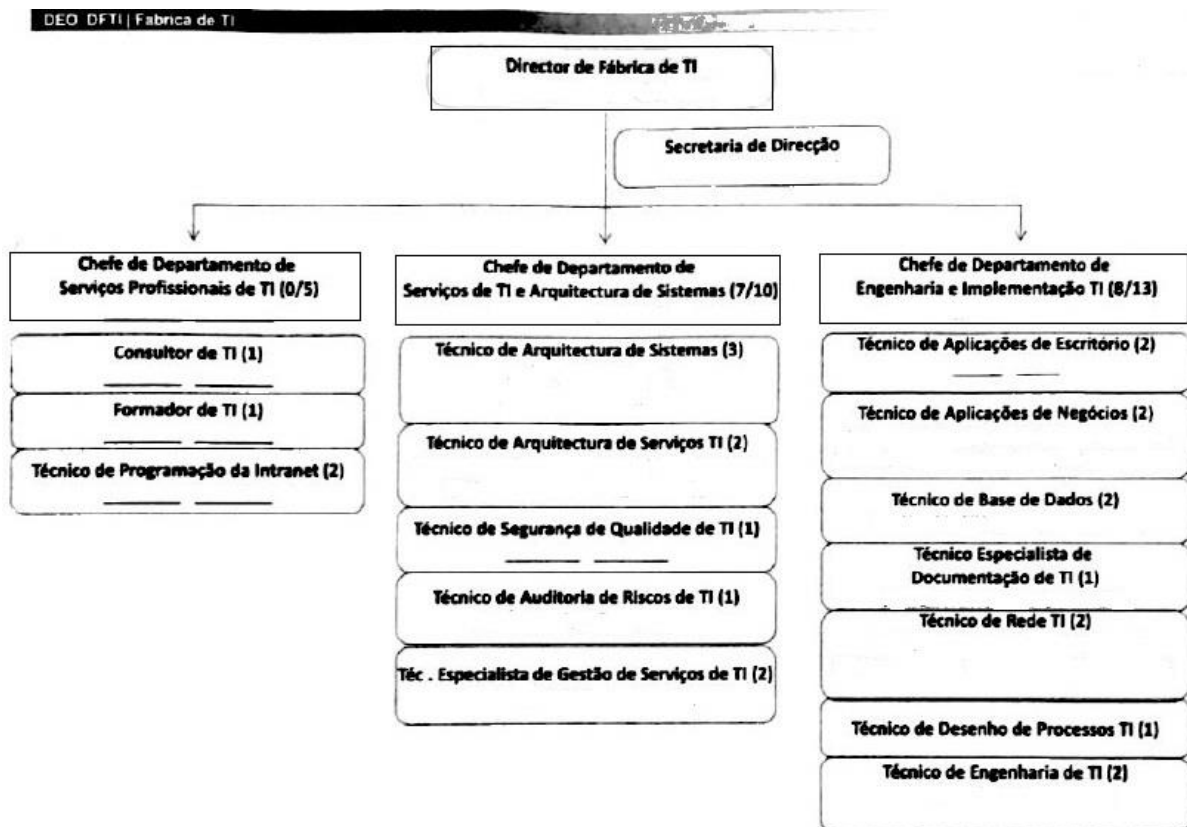 DEO_DFTI | Fabrica de TI
Director de Fábrica de TI
Secretaria de Direcção
Chefe de Departamento de
Serviços Profissionais de TI (0/5)
Consultor de TI (1)
Formador de TI (1)
Técnico de Programação da Intranet (2)
Chefe de Departamento de
Serviços de TI e Arquitectura de Sistemas (7/10)
Técnico de Arquitectura de Sistemas (3)
Técnico de Arquitectura de Serviços TI (2)
Técnico de Segurança de Qualidade de TI (1)
Técnico de Auditoria de Riscos de TI (1)
Téc . Especialista de Gestão de Serviços de TI (2)
Chefe de Departamento de
Engenharia e Implementação TI (8/13)
Técnico de Aplicações de Escritório (2)
Técnico de Aplicações de Negócios (2)
Técnico de Base de Dados (2)
Técnico Especialista de
Documentação de TI (1)
Técnico de Rede TI (2)
Técnico de Desenho de Processos TI (1)
Técnico de Engenharia de TI (2)